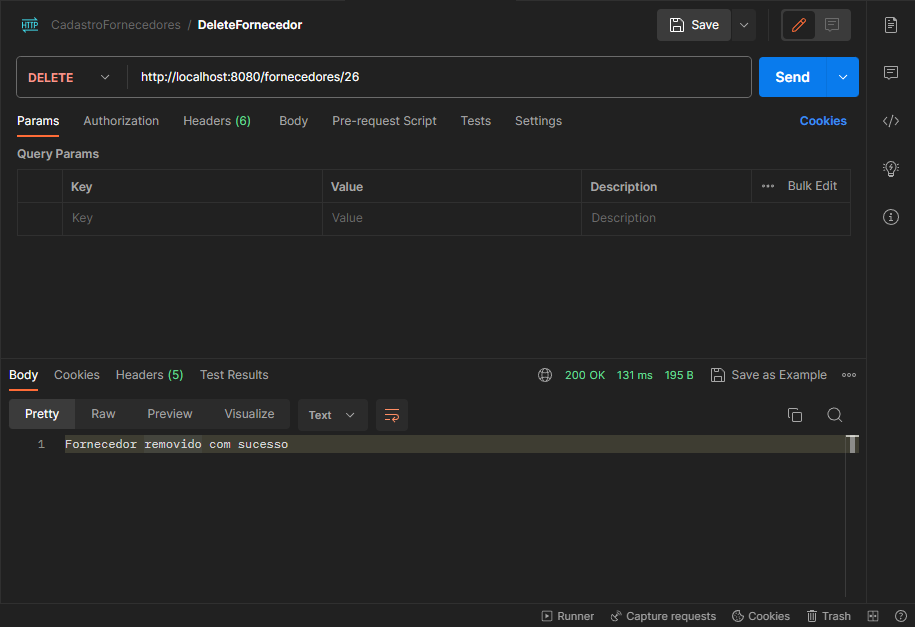 HTTP CadastroFornecedores / DeleteFornecedor Save
DELETE http://localhost:8080/fornecedores/26 Send
Params Authorization Headers (6) Body Pre-request Script Tests Settings Cookies
Query Params
Key Value Description ••• Bulk Edit
Key Value Description
Body Cookies Headers (5) Test Results 200 OK 131 ms 195 B Save as Example
Pretty Raw Preview Visualize Text
1 Fornecedor removido com sucesso
Runner Capture requests Cookies Trash